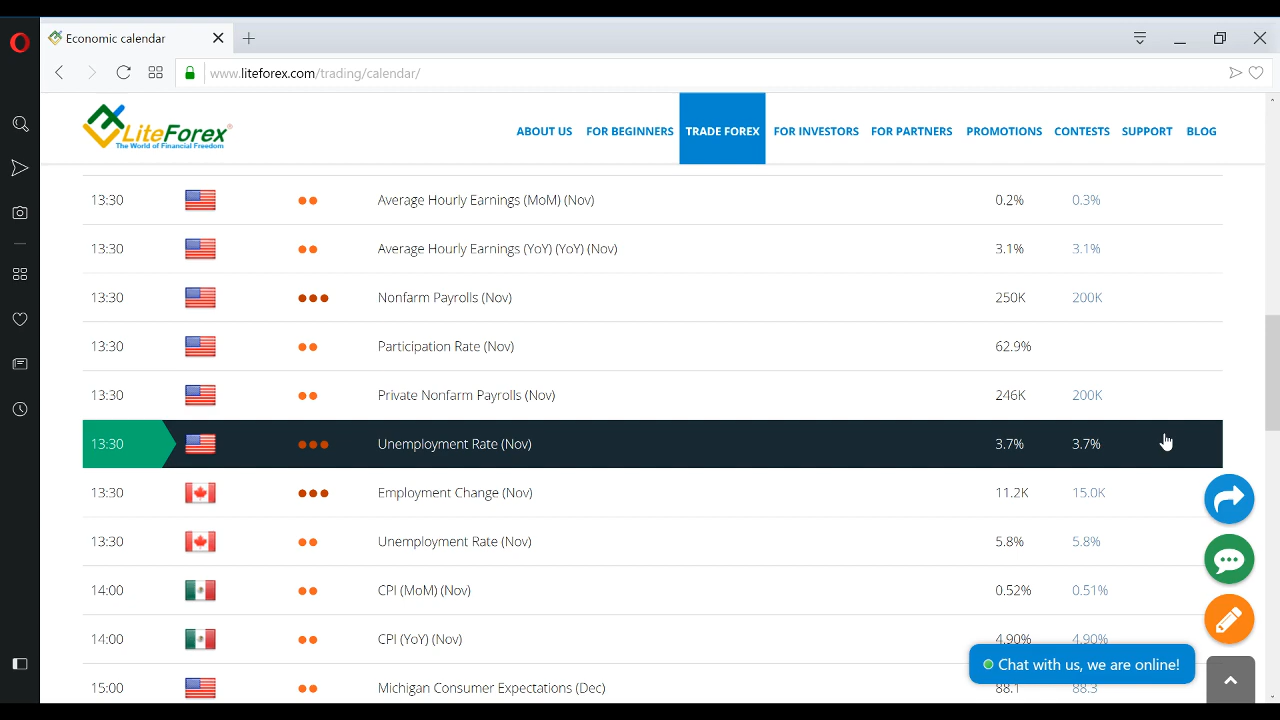 Economic calendar
www.liteforex.com/trading/calendar/
LiteForex
The World of Financial Freedom
ABOUT US FOR BEGINNERS TRADE FOREX FOR INVESTORS FOR PARTNERS PROMOTIONS CONTESTS SUPPORT BLOG
13:30 Average Hourly Earnings (MoM) (Nov) 0.2% 0.3%
13:30 Average Hourly Earnings (YoY) (YoY) (Nov) 3.1% 3.1%
13:30 Nonfarm Payrolls (Nov) 250K 200K
13:30 Participation Rate (Nov) 62.9%
13:30 Private Nonfarm Payrolls (Nov) 246K 200K
13:30 Unemployment Rate (Nov) 3.7% 3.7%
13:30 Employment Change (Nov) 11.2K 15.0K
13:30 Unemployment Rate (Nov) 5.8% 5.8%
14:00 CPI (MoM) (Nov) 0.52% 0.51%
14:00 CPI (YoY) (Nov) 4.90% 4.90%
Chat with us, we are online!
15:00 Michigan Consumer Expectations (Dec) 88.1 88.3